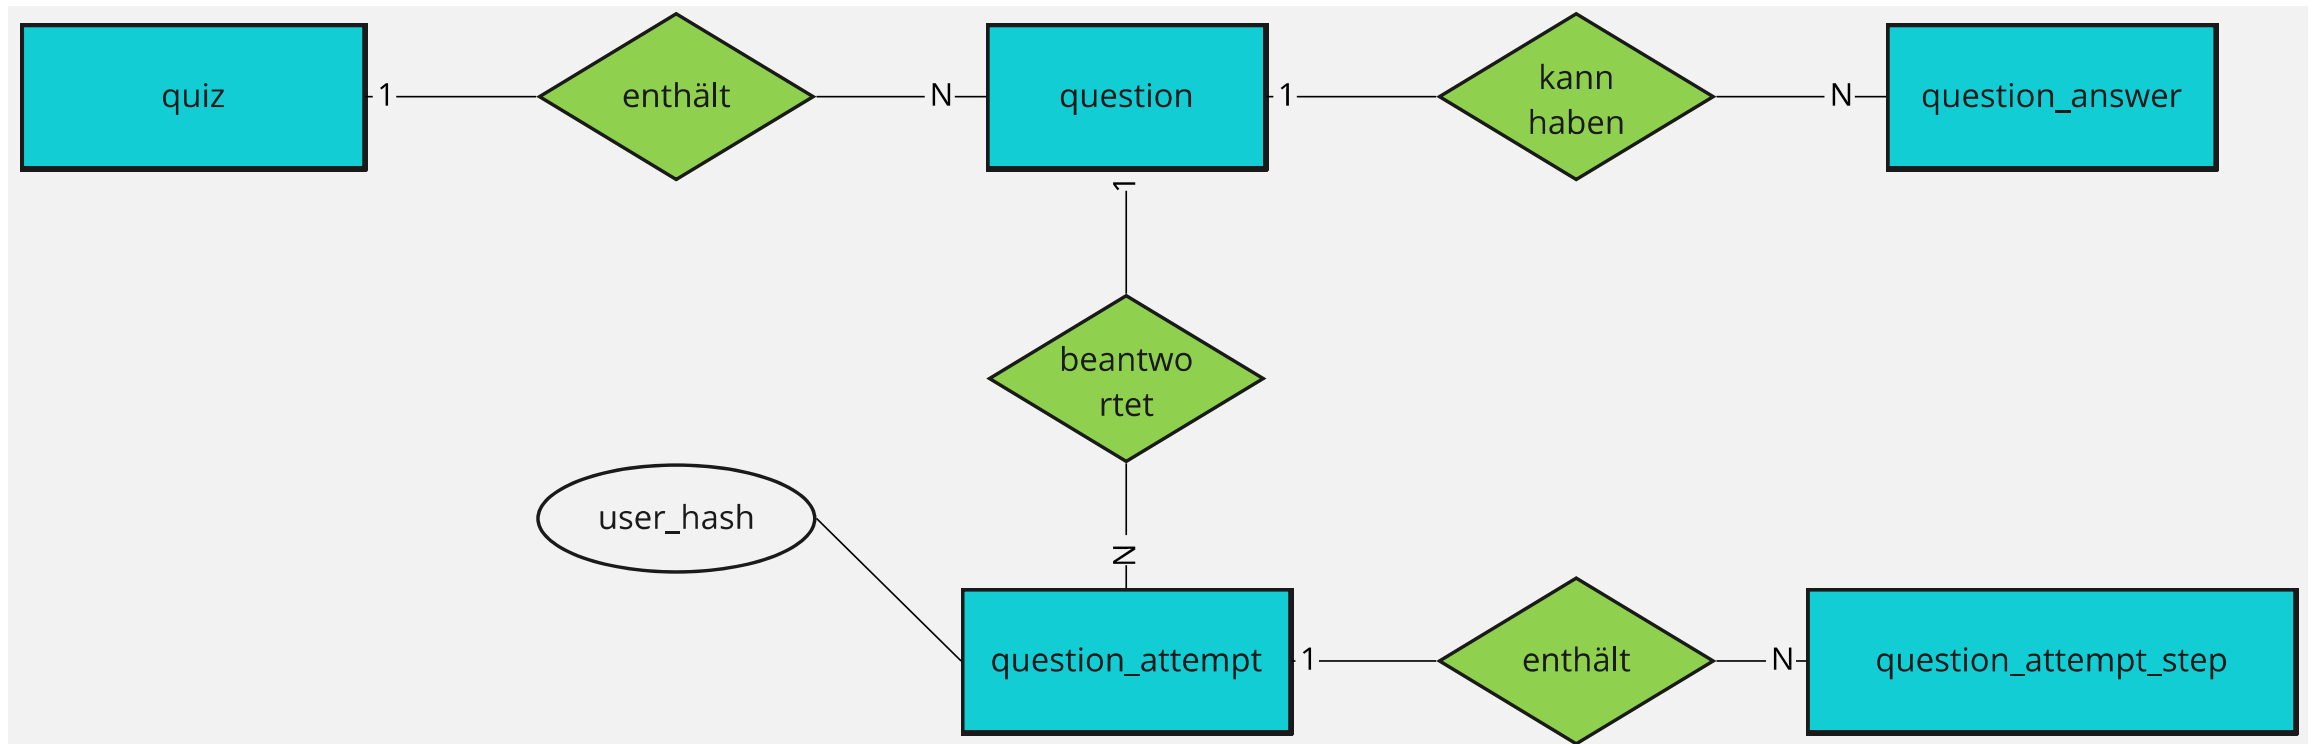 quiz
1
enthält
N
question
1
kann
haben
N
question_answer
1
beantwo
rtet
user_hash
N
question_attempt
1
enthält
N
question_attempt_step